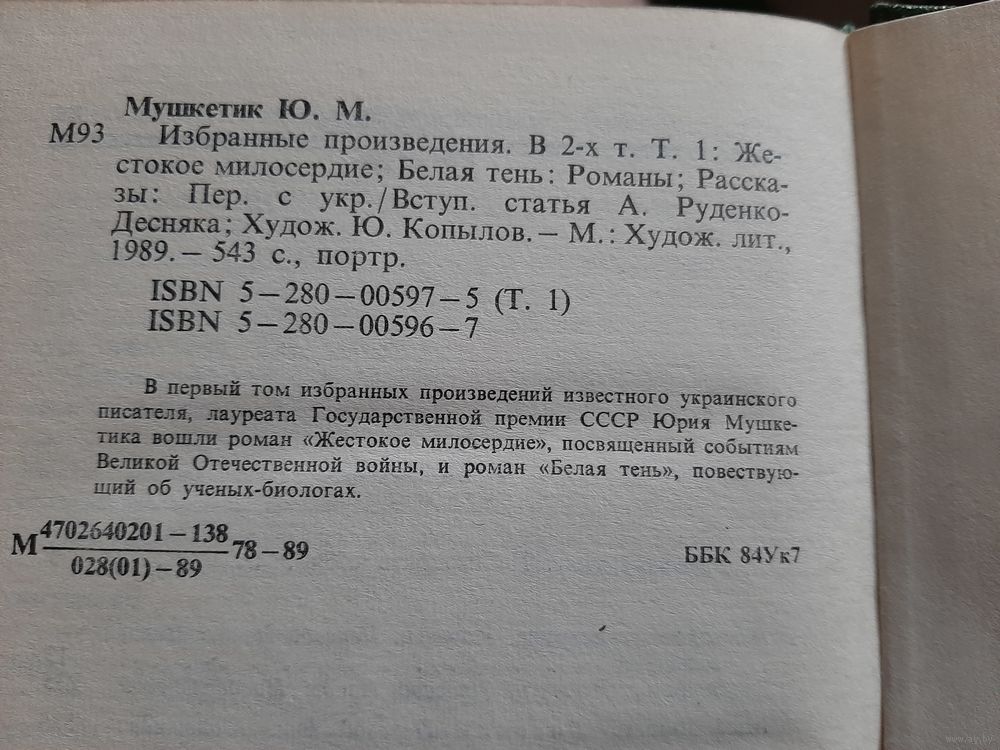 Мушкетик Ю. М.
М93 Избранные произведения. В 2-х т. Т. 1: Же-
стокое милосердие; Белая тень: Романы; Расска-
зы: Пер. с укр./Вступ. статья А. Руденко-
Десняка; Худож. Ю. Копылов. – М.: Худож. лит.,
1989. – 543 с., портр.
ISBN 5–280–00597–5 (Т. 1)
ISBN 5–280–00596–7
В первый том избранных произведений известного украинского
писателя, лауреата Государственной премии СССР Юрия Мушке-
тика вошли роман «Жестокое милосердие», посвященный событиям
Великой Отечественной войны, и роман «Белая тень», повествую-
щий об ученых-биологах.
М 4702640201 – 138
028(01) – 89
78 – 89
ББК 84Ук7